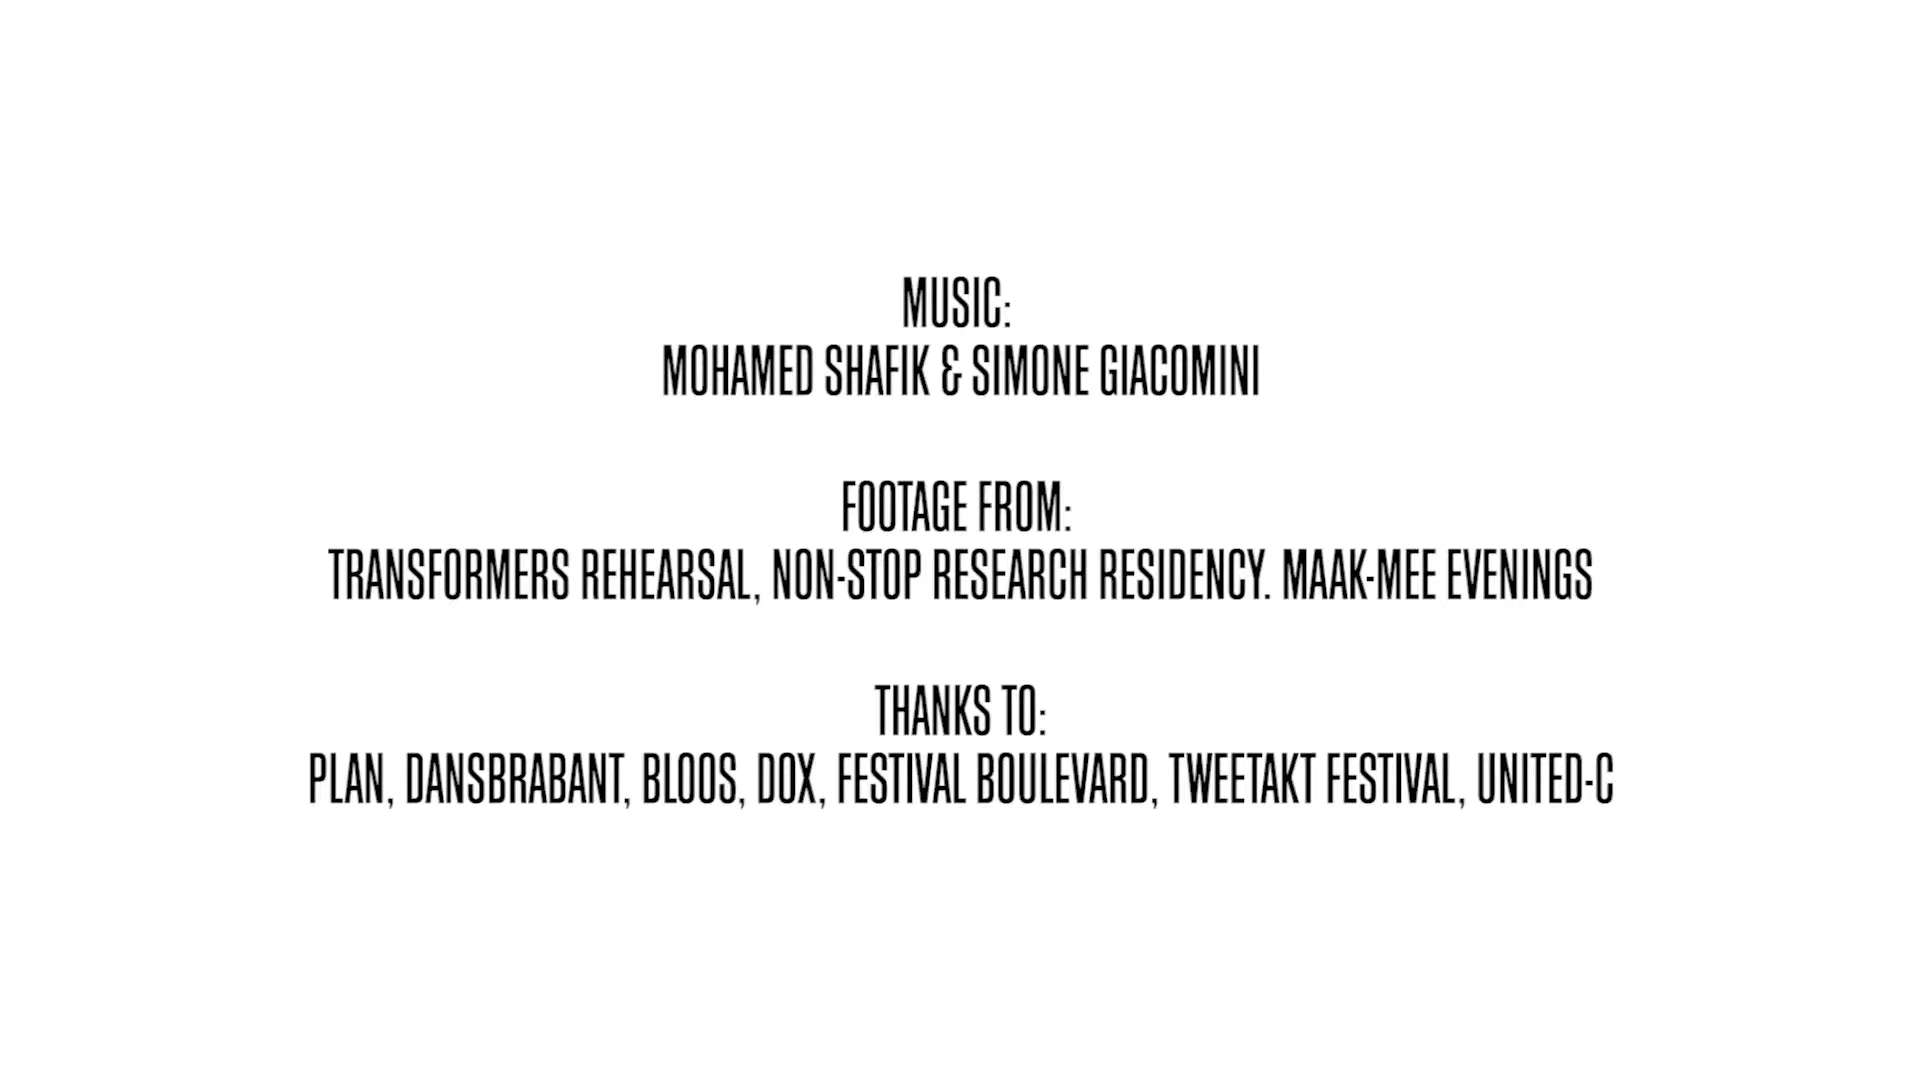 MUSIC:
MOHAMED SHAFIK & SIMONE GIACOMINI
FOOTAGE FROM:
TRANSFORMERS REHEARSAL, NON-STOP RESEARCH RESIDENCY. MAAK-MEE EVENINGS
THANKS TO:
PLAN, DANSBRABANT, BLOOS, DOX, FESTIVAL BOULEVARD, TWEETAKT FESTIVAL, UNITED-C